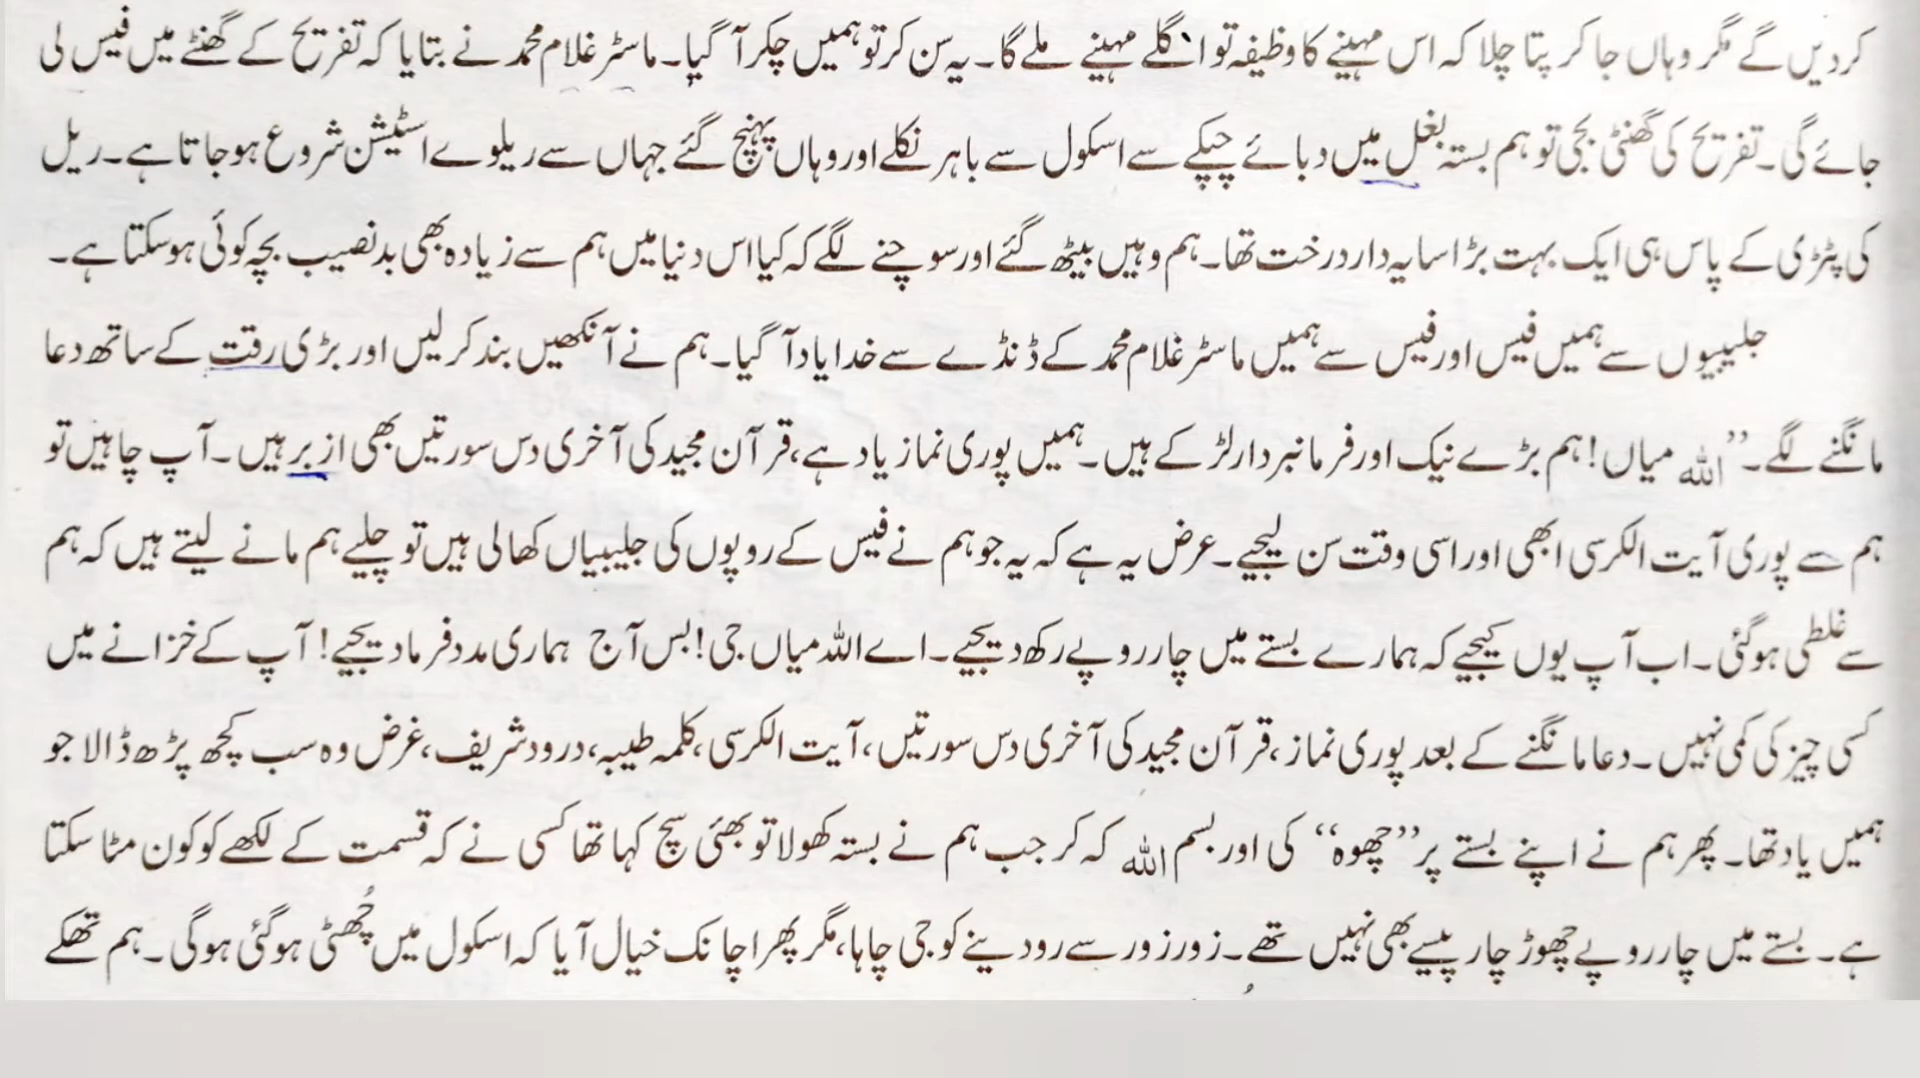 کردیں گے مگر وہاں جا کر پتا چلا کہ اس مہینے کا وظیفہ تو اگلے مہینے ملے گا۔ یہ سن کر تو ہمیں چکر آ گیا۔ ماسٹر غلام محمد نے بتایا کہ تفریح کے گھنٹے میں فیس لی
جائے گی۔ تفریح کی گھنٹی بجی تو ہم بستہ بغل میں دبائے چپکے سے اسکول سے باہر نکلے اور وہاں پہنچ گئے جہاں سے ریلوے اسٹیشن شروع ہو جاتا ہے۔ ریل
کی پٹڑی کے پاس ہی ایک بہت بڑا سایہ دار درخت تھا۔ ہم وہیں بیٹھ گئے اور سوچنے لگے کہ کیا اس دنیا میں ہم سے زیادہ بھی بدنصیب بچہ کوئی ہو سکتا ہے۔
جلیبیوں سے ہمیں فیس اور فیس سے ہمیں ماسٹر غلام محمد کے ڈنڈے سے خدا یاد آ گیا۔ ہم نے آنکھیں بند کر لیں اور بڑی رقت کے ساتھ دعا
مانگنے لگے۔ ”اللہ میاں! ہم بڑے نیک اور فرمانبردار لڑکے ہیں۔ ہمیں پوری نماز یاد ہے، قرآن مجید کی آخری دس سورتیں بھی ازبر ہیں۔ آپ چاہیں تو
ہم سے پوری آیت الکرسی ابھی اور اسی وقت سن لیجیے۔ عرض یہ ہے کہ یہ جو ہم نے فیس کے روپوں کی جلیبیاں کھا لی ہیں تو چلیے ہم مانے لیتے ہیں کہ ہم
سے غلطی ہو گئی۔ اب آپ یوں کیجیے کہ ہمارے بستے میں چار روپے رکھ دیجیے۔ اے اللہ میاں جی! بس آج ہماری مدد فرما دیجیے! آپ کے خزانے میں
کسی چیز کی کمی نہیں۔ دعا مانگنے کے بعد پوری نماز، قرآن مجید کی آخری دس سورتیں، آیت الکرسی، کلمہ طیبہ، درود شریف، غرض وہ سب کچھ پڑھ ڈالا جو
ہمیں یاد تھا۔ پھر ہم نے اپنے بستے پر ”چھوہ“ کی اور بسم اللہ کہ کر جب ہم نے بستہ کھولا تو بھئی سچ کہا تھا کسی نے کہ قسمت کے لکھے کو کون مٹا سکتا
ہے۔ بستے میں چار روپے چھوڑ چار پیسے بھی نہیں تھے۔ زور زور سے رو دینے کو جی چاہا، مگر پھر اچانک خیال آیا کہ اسکول میں چُھٹی ہو گئی ہو گی۔ ہم تھکے